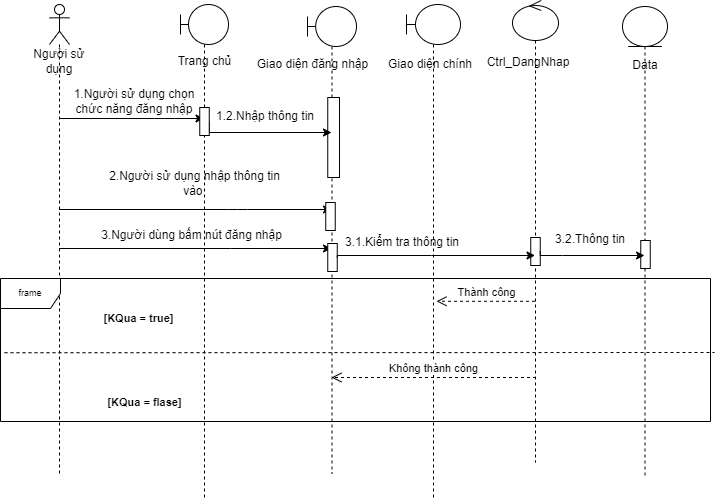 Người sử
dụng
Trang chủ
Giao diện đăng nhập
Giao diện chính
Ctrl_DangNhap
Data
1.Người sử dụng chọn
chức năng đăng nhập
1.2.Nhập thông tin
2.Người sử dụng nhập thông tin
vào
3.Người dùng bấm nút đăng nhập
3.1.Kiểm tra thông tin
3.2.Thông tin
frame
Thành công
[KQua = true]
Không thành công
[KQua = flase]